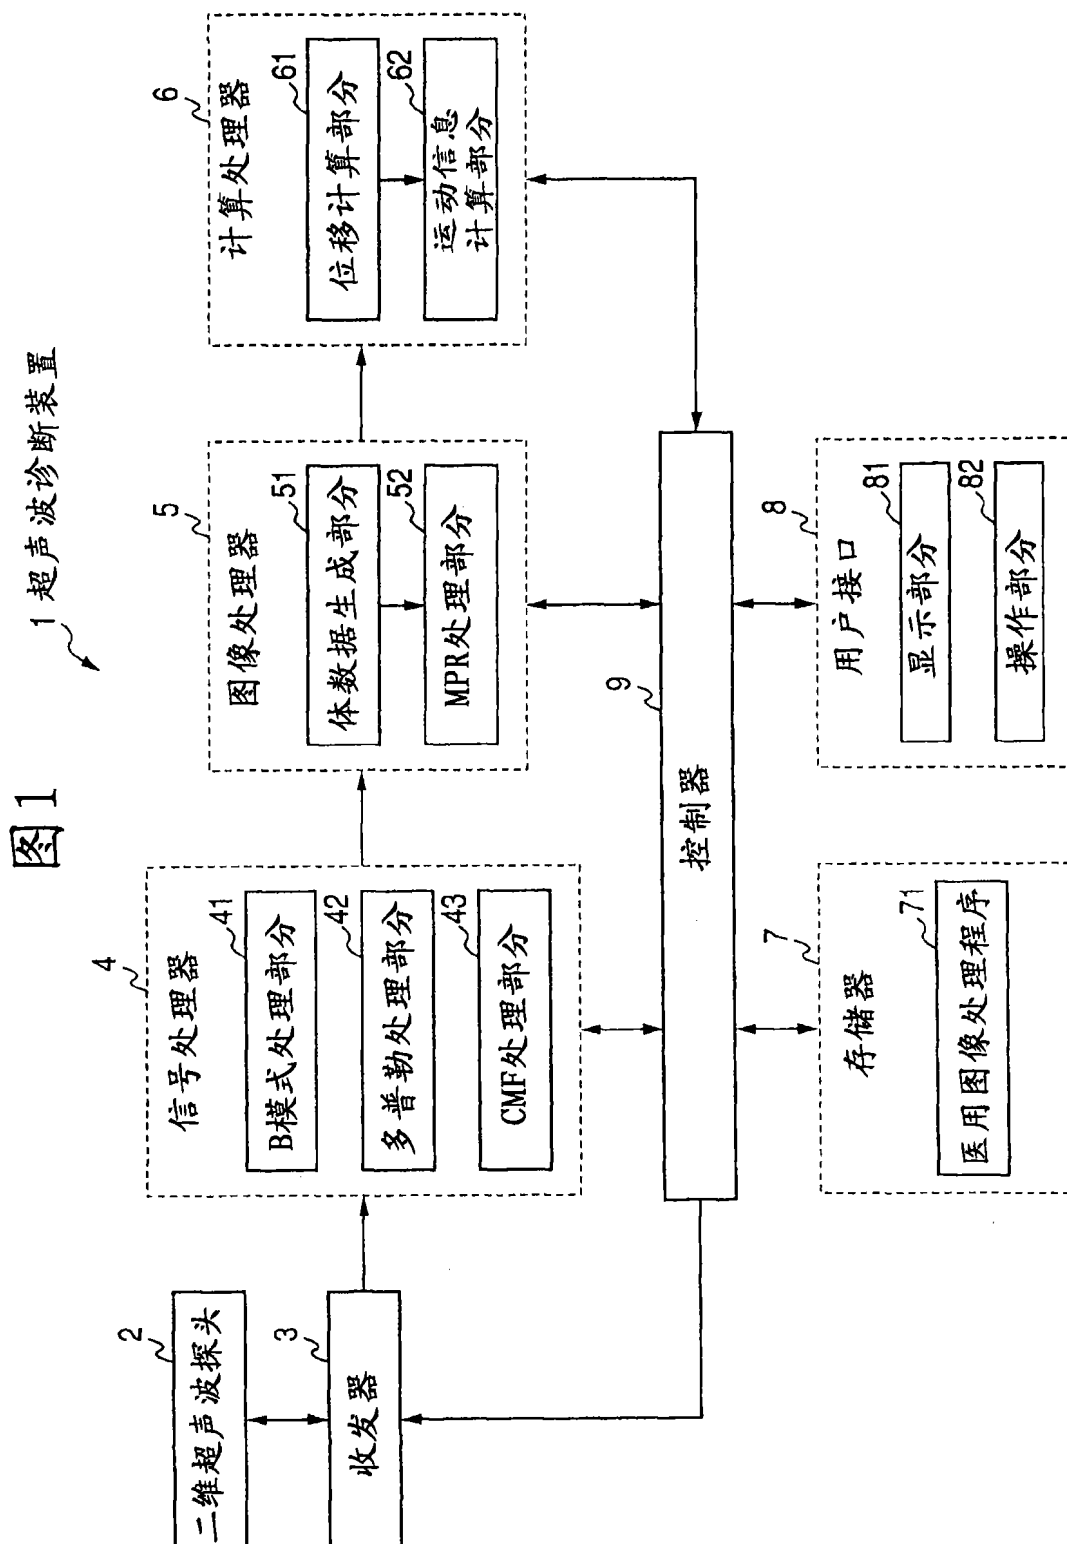 图1
1 超声波诊断装置
2
二维超声波探头
3
收发器
4
信号处理器
41
B模式处理部分
42
多普勒处理部分
43
CMF处理部分
5
图像处理器
51
体数据生成部分
52
MPR处理部分
6
计算处理器
61
位移计算部分
62
运动信息
计算部分
9
控制器
7
存储器
71
医用图像处理程序
8
用户接口
81
显示部分
82
操作部分